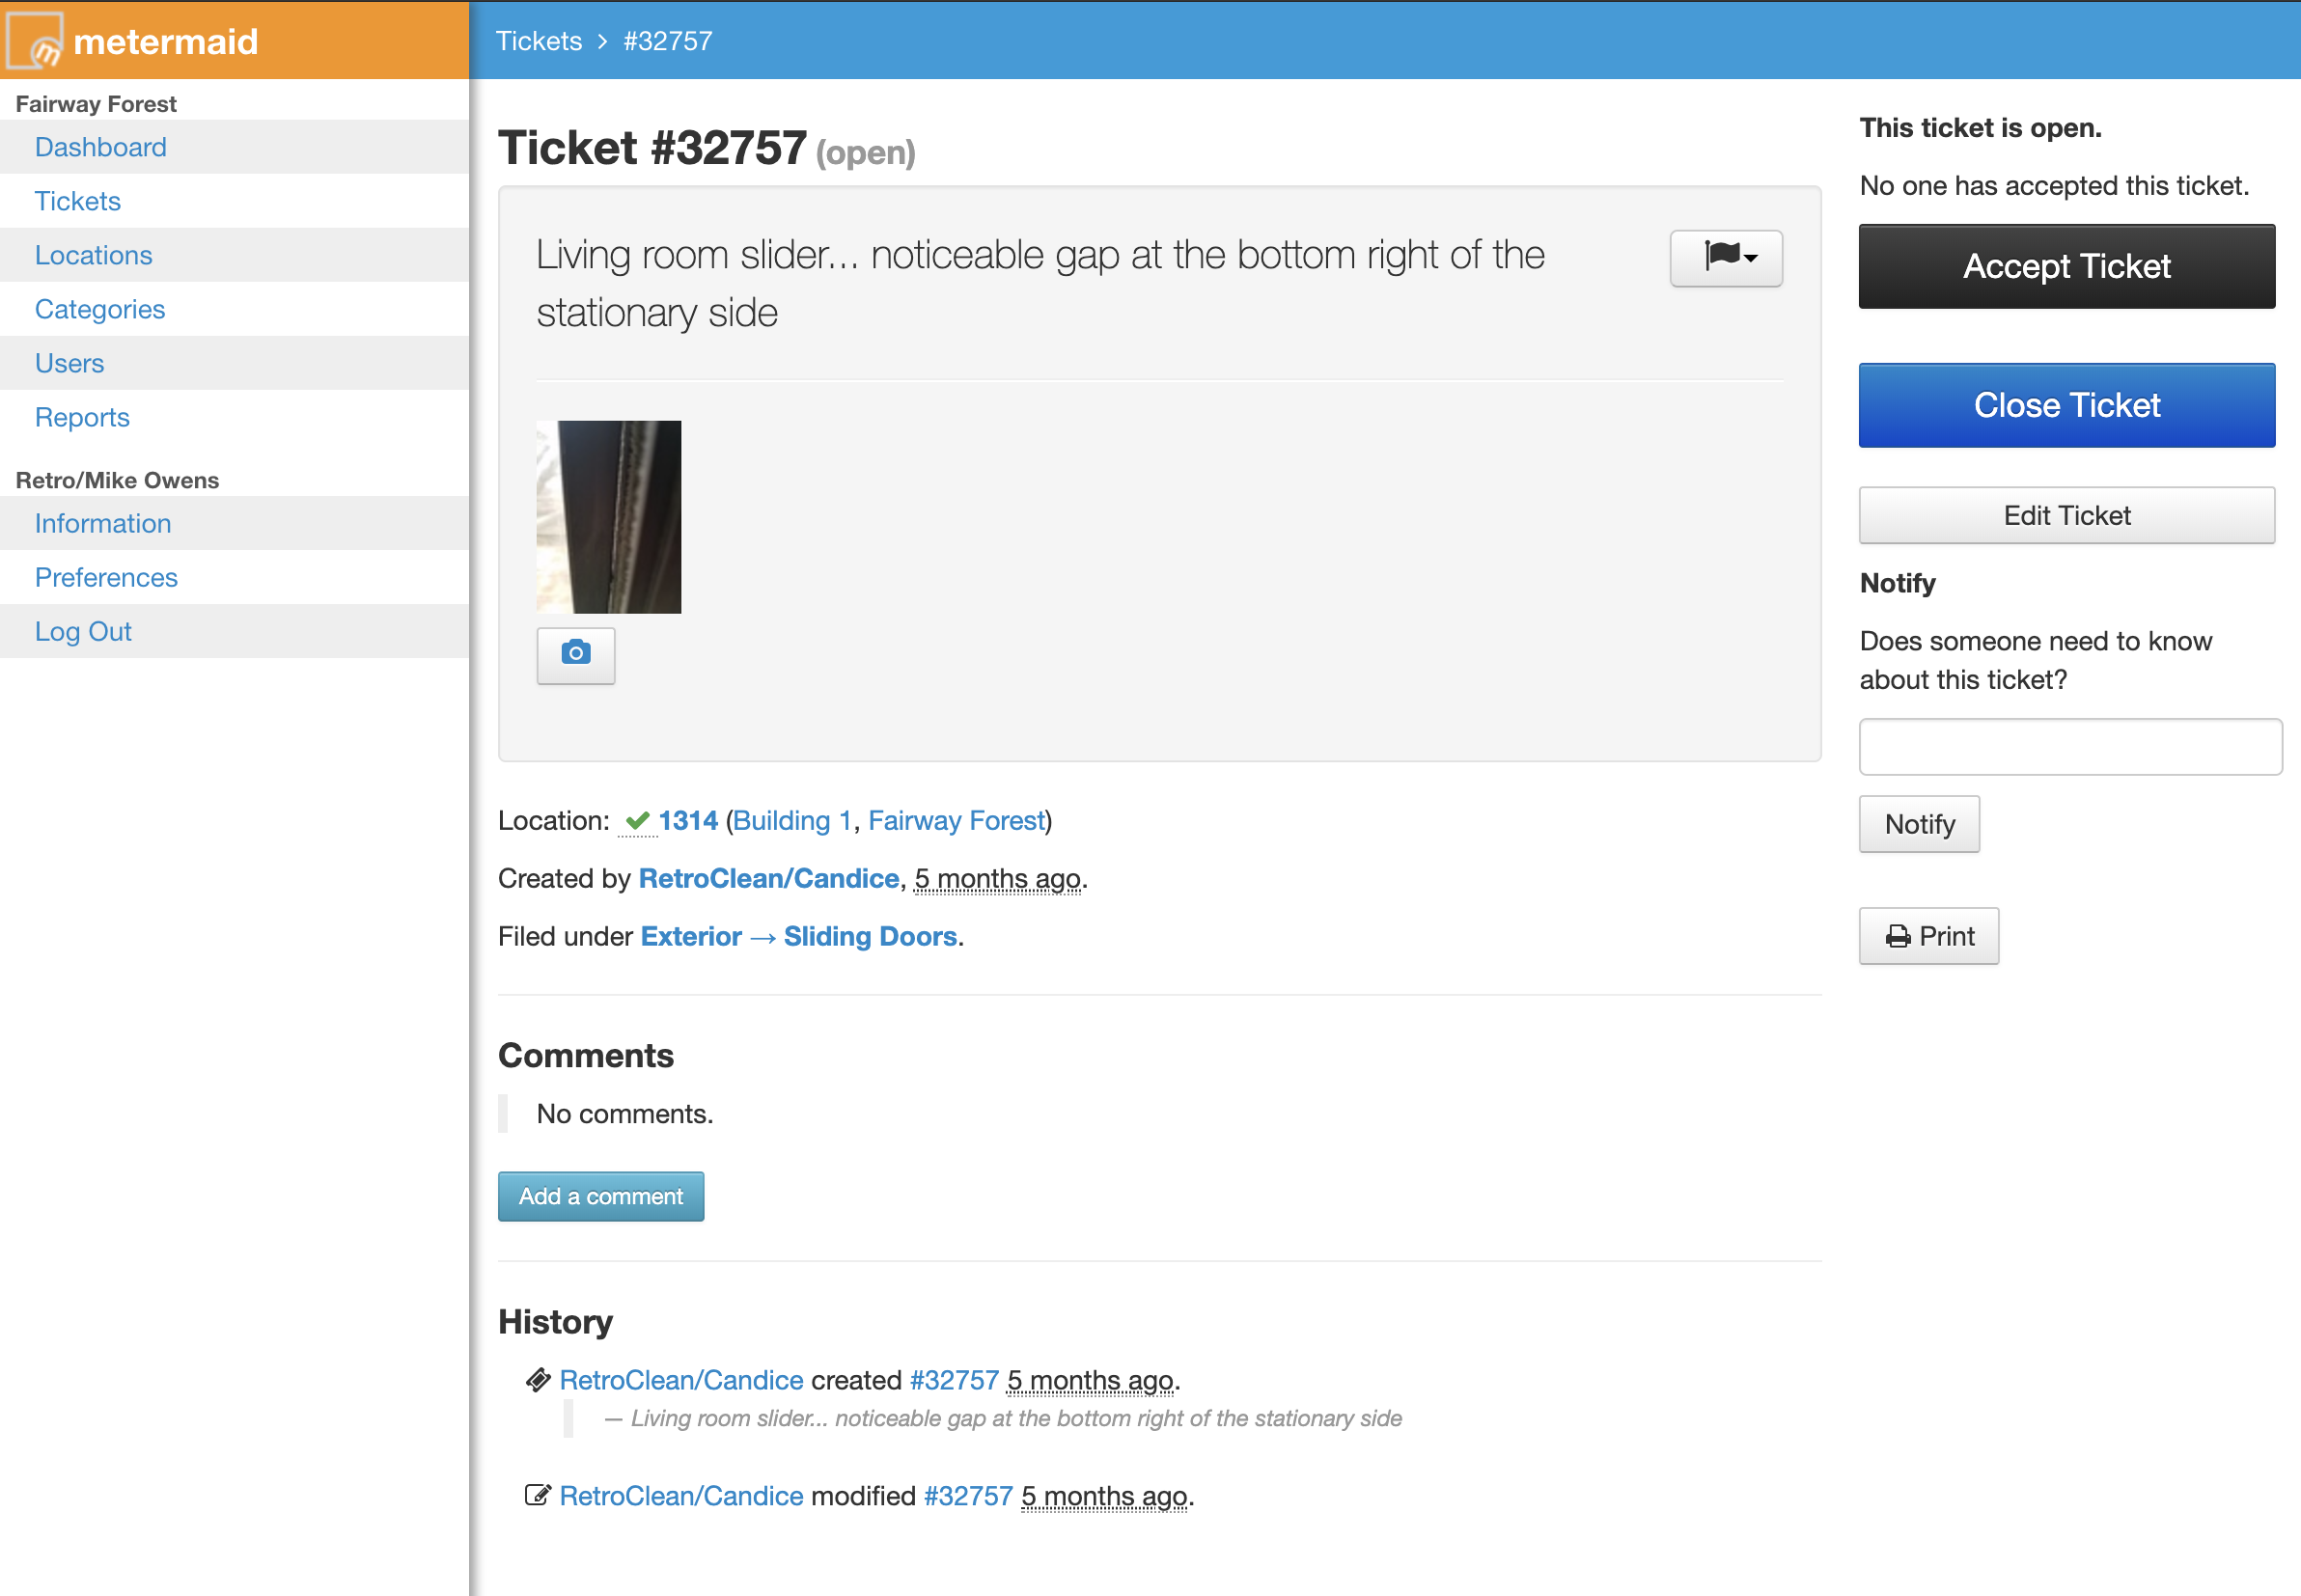 metermaid
Tickets > #32757
Fairway Forest
Dashboard
Tickets
Locations
Categories
Users
Reports
Retro/Mike Owens
Information
Preferences
Log Out
Ticket #32757 (open)
Living room slider... noticeable gap at the bottom right of the
stationary side
Location: 1314 (Building 1, Fairway Forest)
Created by RetroClean/Candice, 5 months ago.
Filed under Exterior → Sliding Doors.
Comments
No comments.
Add a comment
History
RetroClean/Candice created #32757 5 months ago.
— Living room slider... noticeable gap at the bottom right of the stationary side
RetroClean/Candice modified #32757 5 months ago.
This ticket is open.
No one has accepted this ticket.
Accept Ticket
Close Ticket
Edit Ticket
Notify
Does someone need to know
about this ticket?
Notify
Print